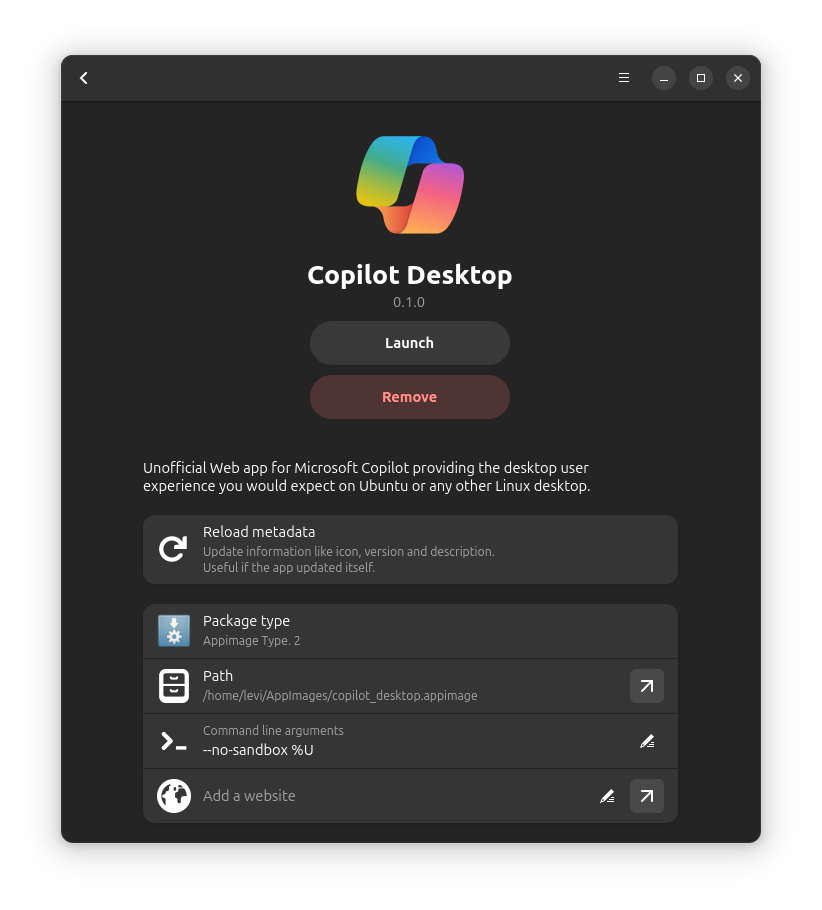 Copilot Desktop
0.1.0
Launch
Remove
Unofficial Web app for Microsoft Copilot providing the desktop user
experience you would expect on Ubuntu or any other Linux desktop.
Reload metadata
Update information like icon, version and description.
Useful if the app updated itself.
Package type
Appimage Type. 2
Path
/home/levi/AppImages/copilot_desktop.appimage
Command line arguments
--no-sandbox %U
Add a website